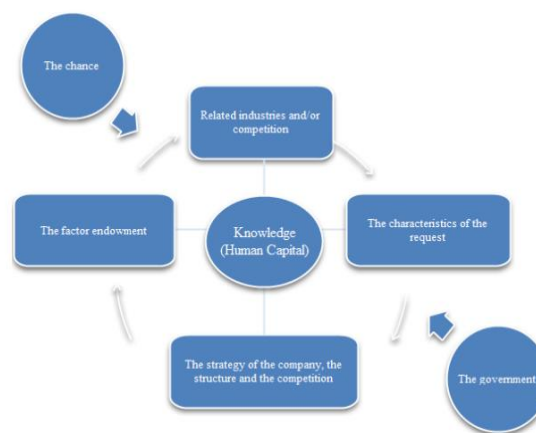 The chance
Related industries and/or
competition
The factor endowment
Knowledge
(Human Capital)
The characteristics of the
request
The strategy of the company, the
structure and the competition
The government